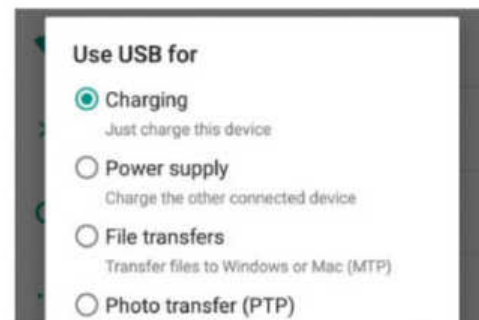 Use USB for
Charging
Just charge this device
Power supply
Charge the other connected device
File transfers
Transfer files to Windows or Mac (MTP)
Photo transfer (PTP)